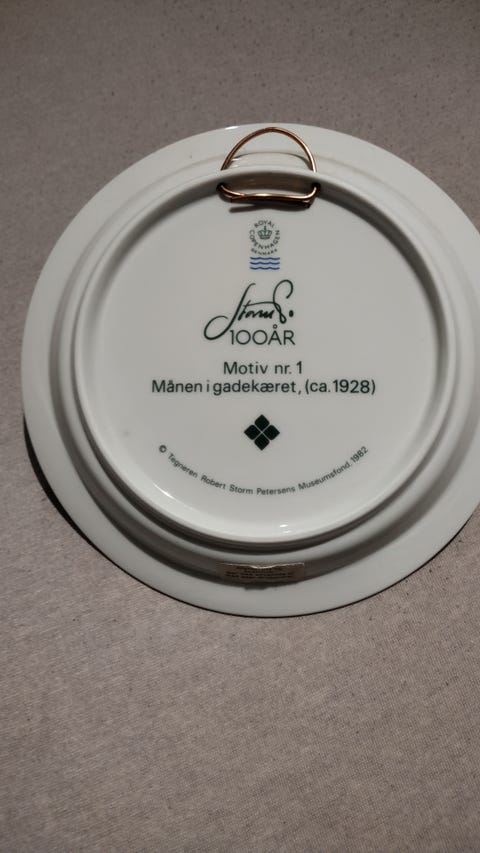 ROYAL
COPENHAGEN
DENMARK
Storm P.
100ÅR
Motiv nr. 1
Månen i gadekæret, (ca. 1928)
© Tegneren Robert Storm Petersens Museumsfond. 1982